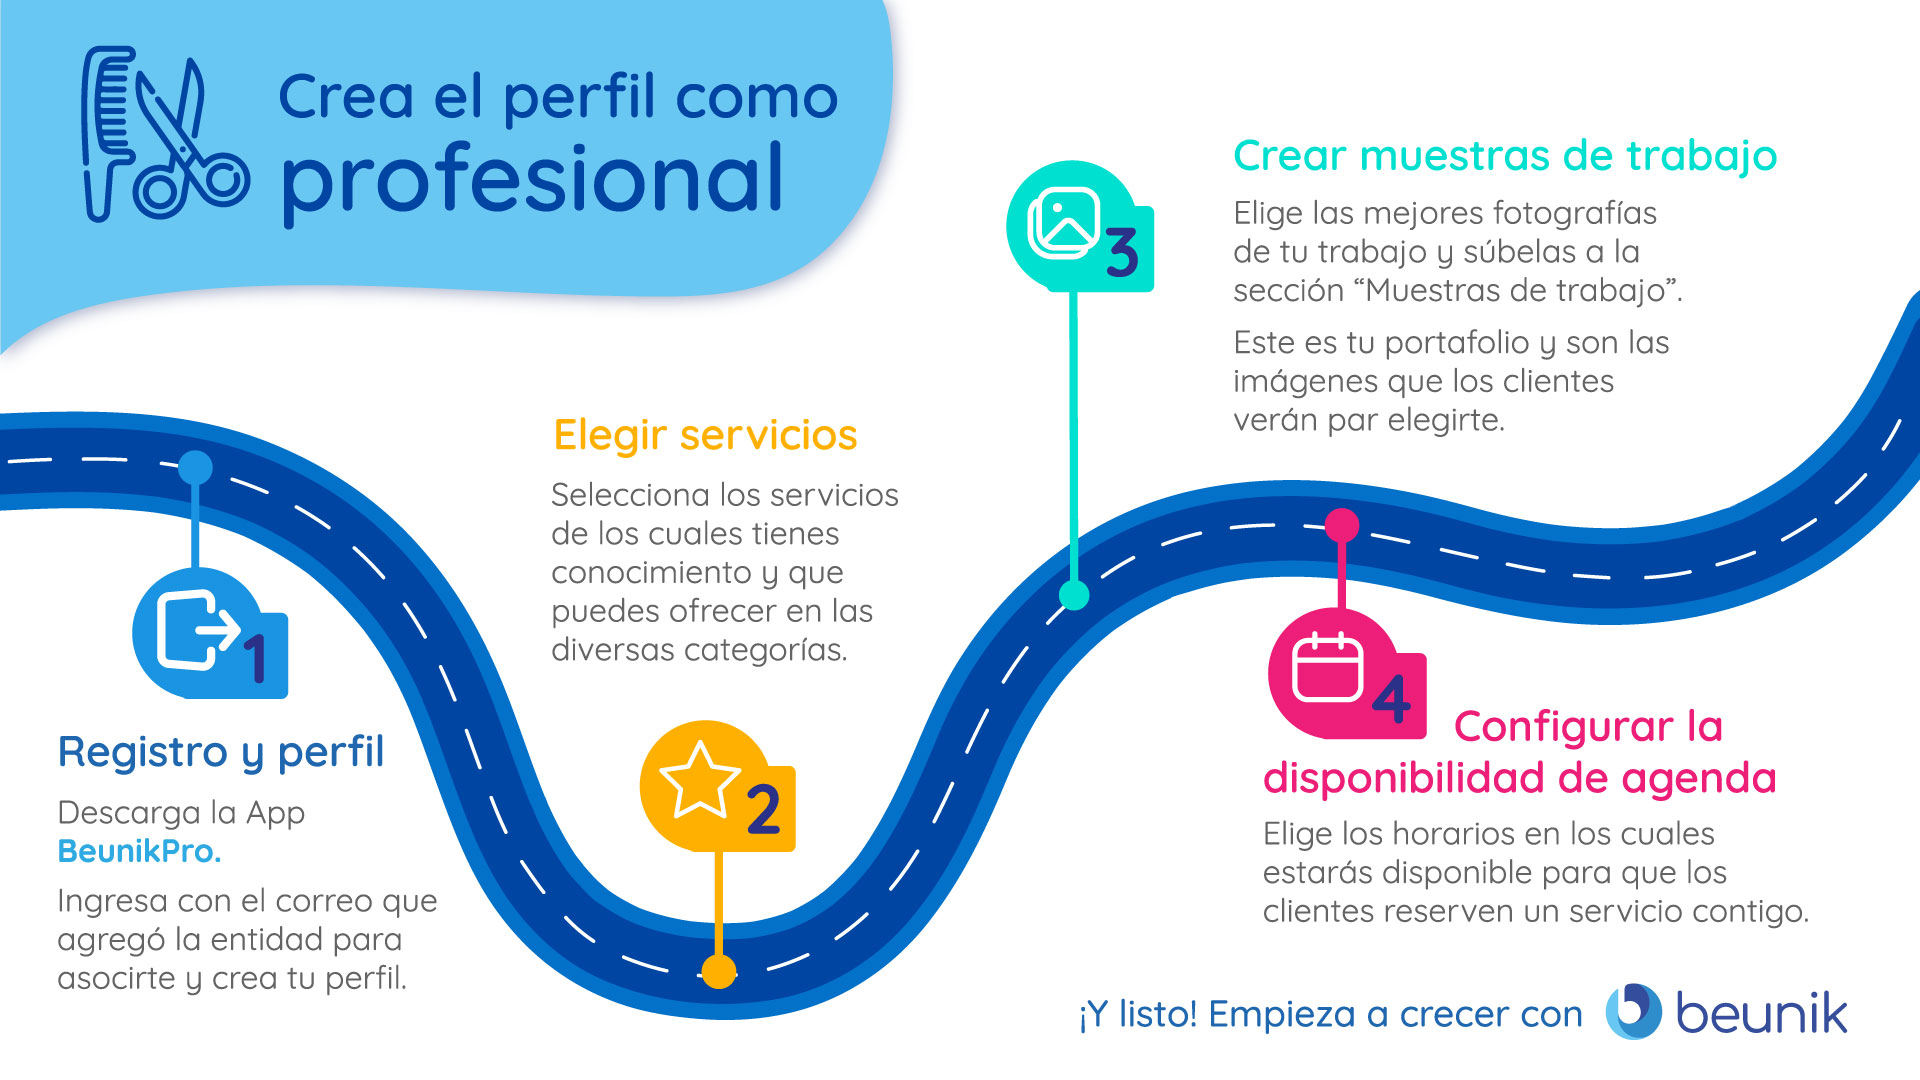 Crea el perfil como
profesional
1
Registro y perfil
Descarga la App
BeunikPro.
Ingresa con el correo que
agregó la entidad para
asocirte y crea tu perfil.
Elegir servicios
Selecciona los servicios
de los cuales tienes
conocimiento y que
puedes ofrecer en las
diversas categorías.
2
3
Crear muestras de trabajo
Elige las mejores fotografías
de tu trabajo y súbelas a la
sección “Muestras de trabajo”.
Este es tu portafolio y son las
imágenes que los clientes
verán par elegirte.
4
Configurar la
disponibilidad de agenda
Elige los horarios en los cuales
estarás disponible para que los
clientes reserven un servicio contigo.
¡Y listo! Empieza a crecer con beunik